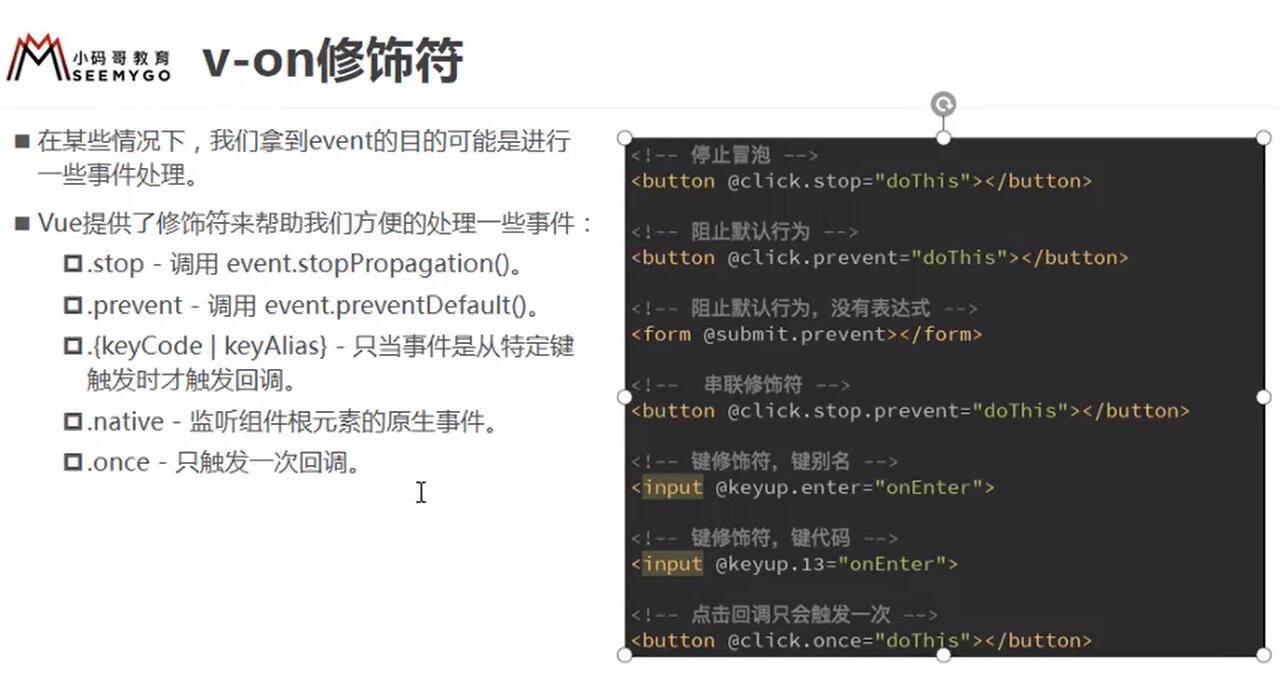 小码哥教育
SEEMYGO
v-on修饰符
在某些情况下，我们拿到event的目的可能是进行
一些事件处理。
Vue提供了修饰符来帮助我们方便的处理一些事件：
.stop - 调用 event.stopPropagation()。
.prevent - 调用 event.preventDefault()。
.{keyCode | keyAlias} - 只当事件是从特定键
触发时才触发回调。
.native - 监听组件根元素的原生事件。
.once - 只触发一次回调。
<!-- 停止冒泡 -->
<button @click.stop="doThis"></button>
<!-- 阻止默认行为 -->
<button @click.prevent="doThis"></button>
<!-- 阻止默认行为，没有表达式 -->
<form @submit.prevent></form>
<!--  串联修饰符 -->
<button @click.stop.prevent="doThis"></button>
<!-- 键修饰符，键别名 -->
<input @keyup.enter="onEnter">
<!-- 键修饰符，键代码 -->
<input @keyup.13="onEnter">
<!-- 点击回调只会触发一次 -->
<button @click.once="doThis"></button>